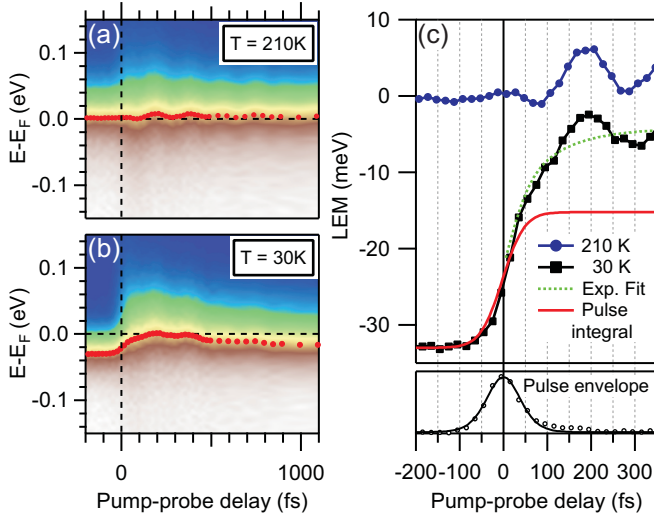 (a)
T = 210K
E-E_F (eV)
0.1
0.0
-0.1
(b)
T = 30K
E-E_F (eV)
0.1
0.0
-0.1
0
1000
Pump-probe delay (fs)
(c)
LEM (meV)
0
-10
-20
-30
210 K
30 K
Exp. Fit
Pulse
integral
Pulse envelope
-200
-100
0
100
200
300
Pump-probe delay (fs)